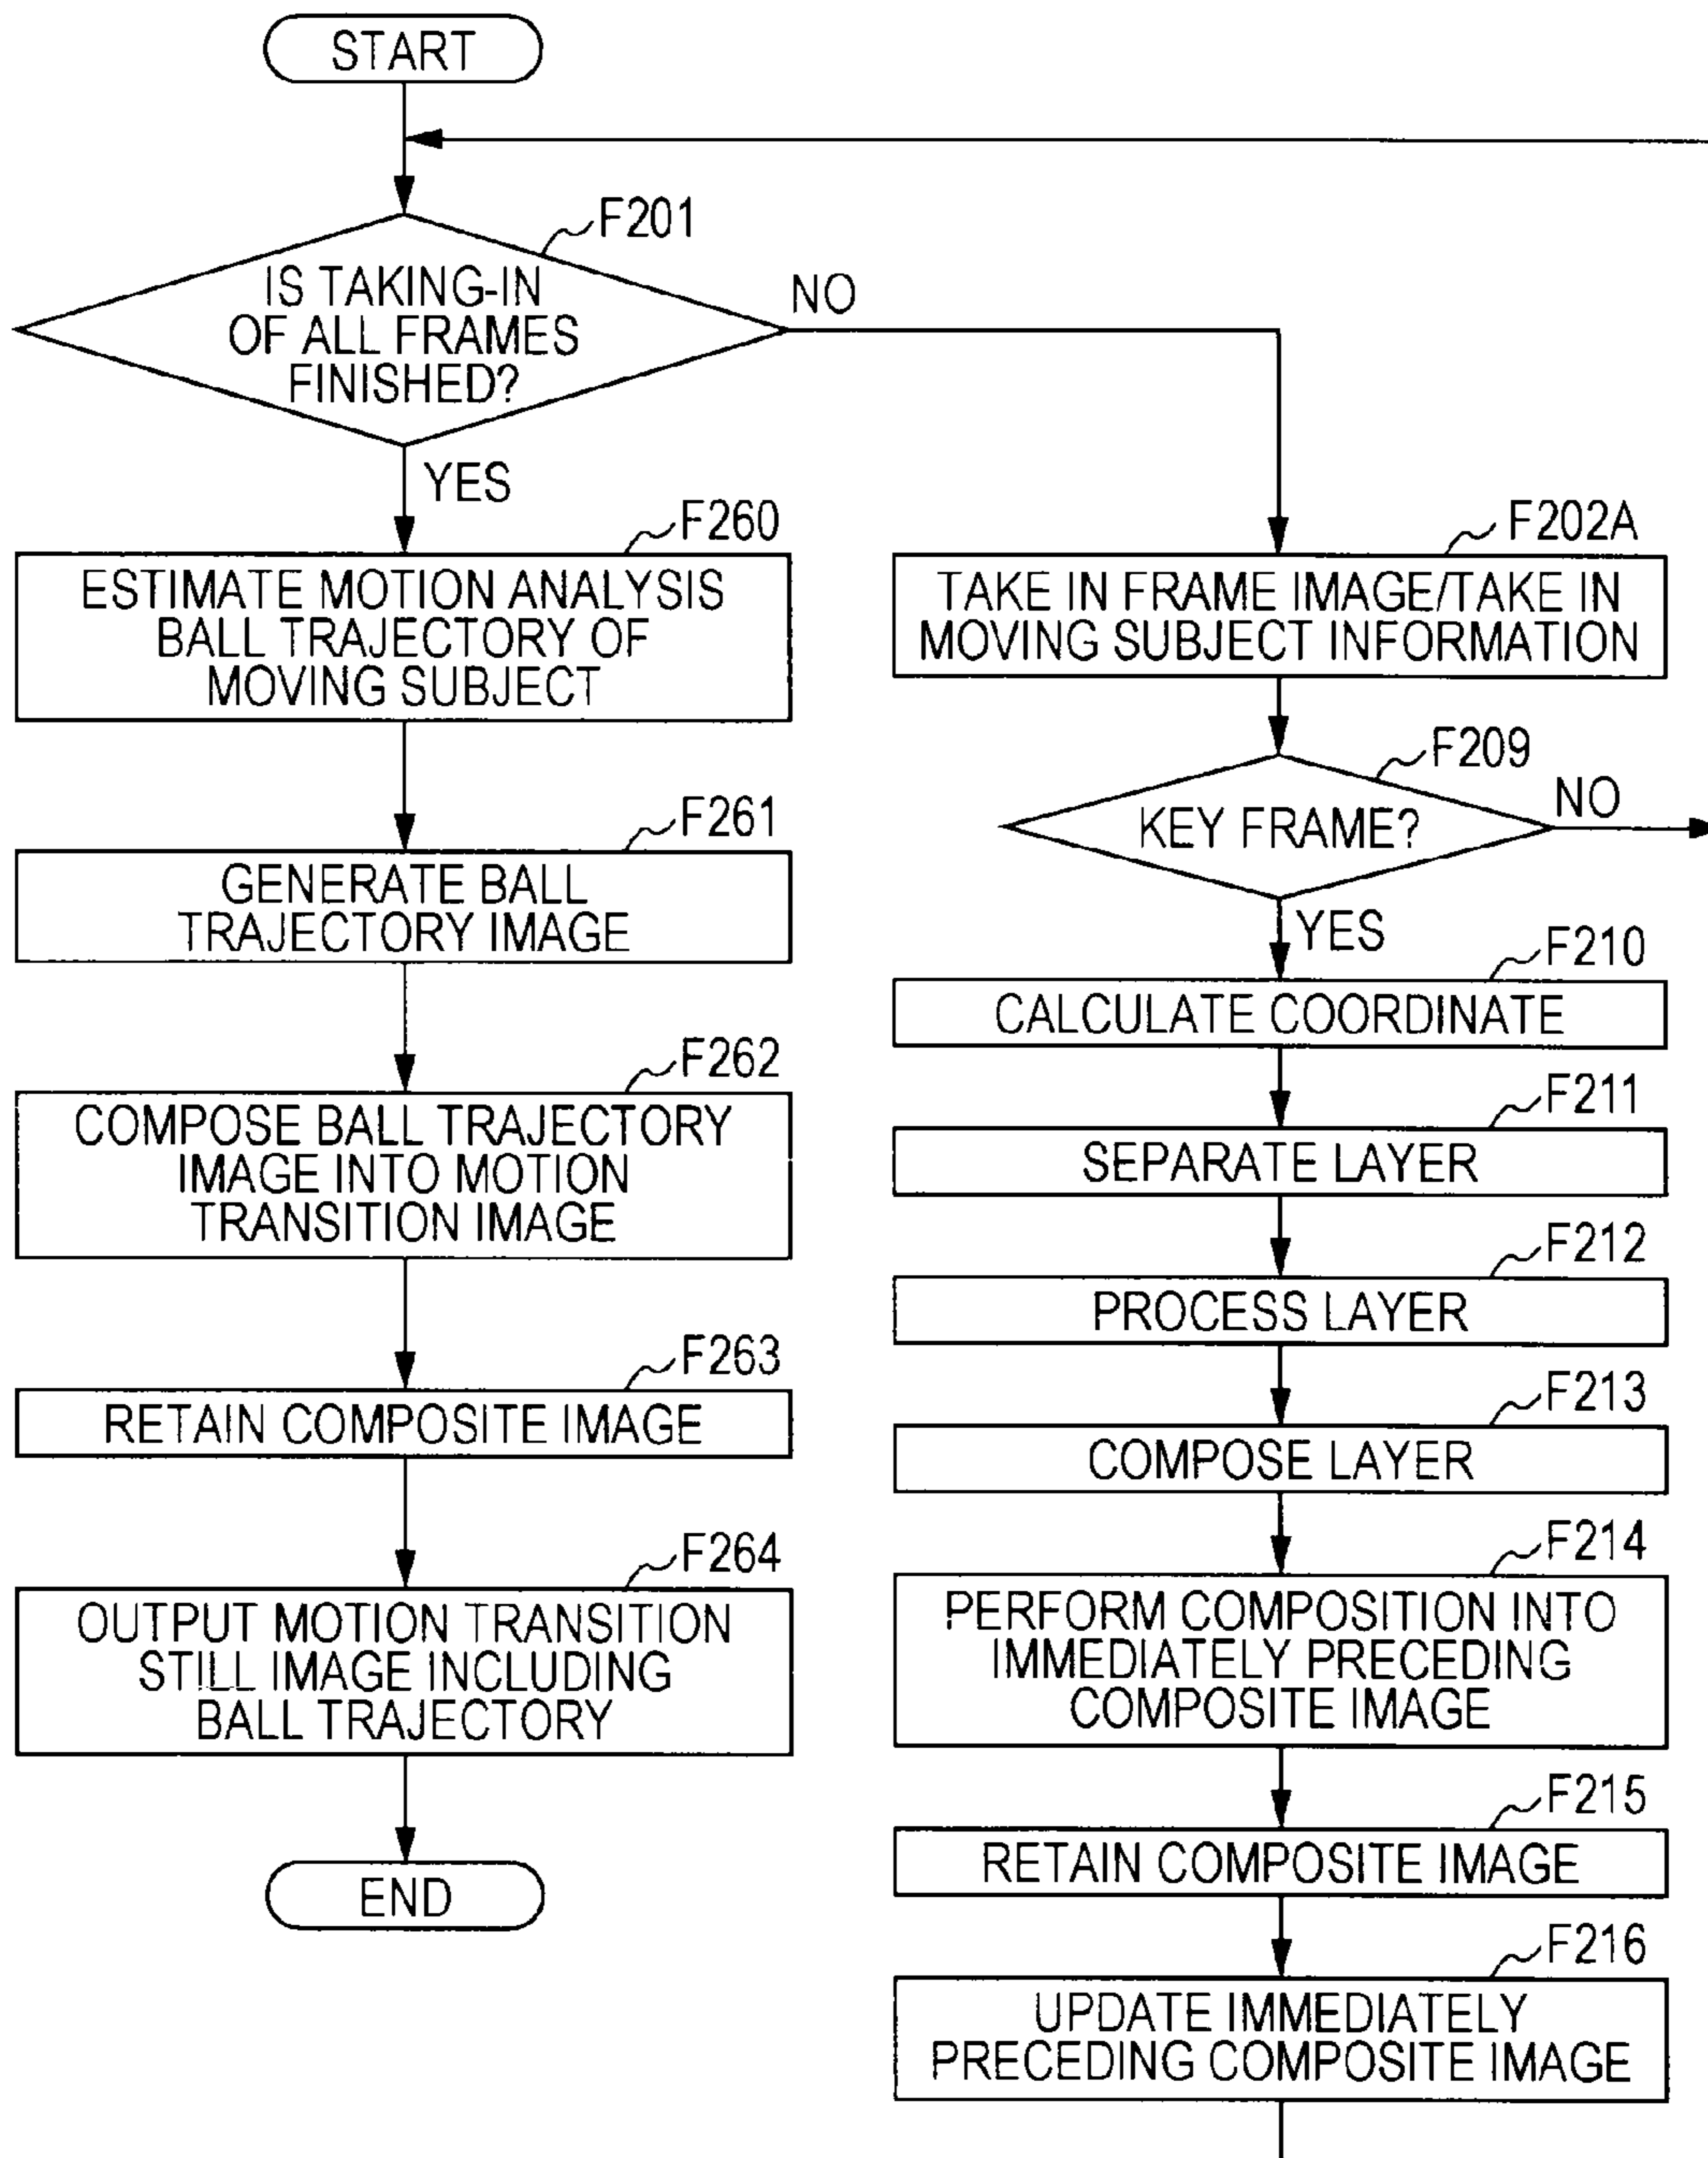 START
F201
IS TAKING-IN
OF ALL FRAMES
FINISHED?
NO
YES
F260
ESTIMATE MOTION ANALYSIS
BALL TRAJECTORY OF
MOVING SUBJECT
F261
GENERATE BALL
TRAJECTORY IMAGE
F262
COMPOSE BALL TRAJECTORY
IMAGE INTO MOTION
TRANSITION IMAGE
F263
RETAIN COMPOSITE IMAGE
F264
OUTPUT MOTION TRANSITION
STILL IMAGE INCLUDING
BALL TRAJECTORY
END
F202A
TAKE IN FRAME IMAGE/TAKE IN
MOVING SUBJECT INFORMATION
F209
KEY FRAME?
NO
YES
F210
CALCULATE COORDINATE
F211
SEPARATE LAYER
F212
PROCESS LAYER
F213
COMPOSE LAYER
F214
PERFORM COMPOSITION INTO
IMMEDIATELY PRECEDING
COMPOSITE IMAGE
F215
RETAIN COMPOSITE IMAGE
F216
UPDATE IMMEDIATELY
PRECEDING COMPOSITE IMAGE